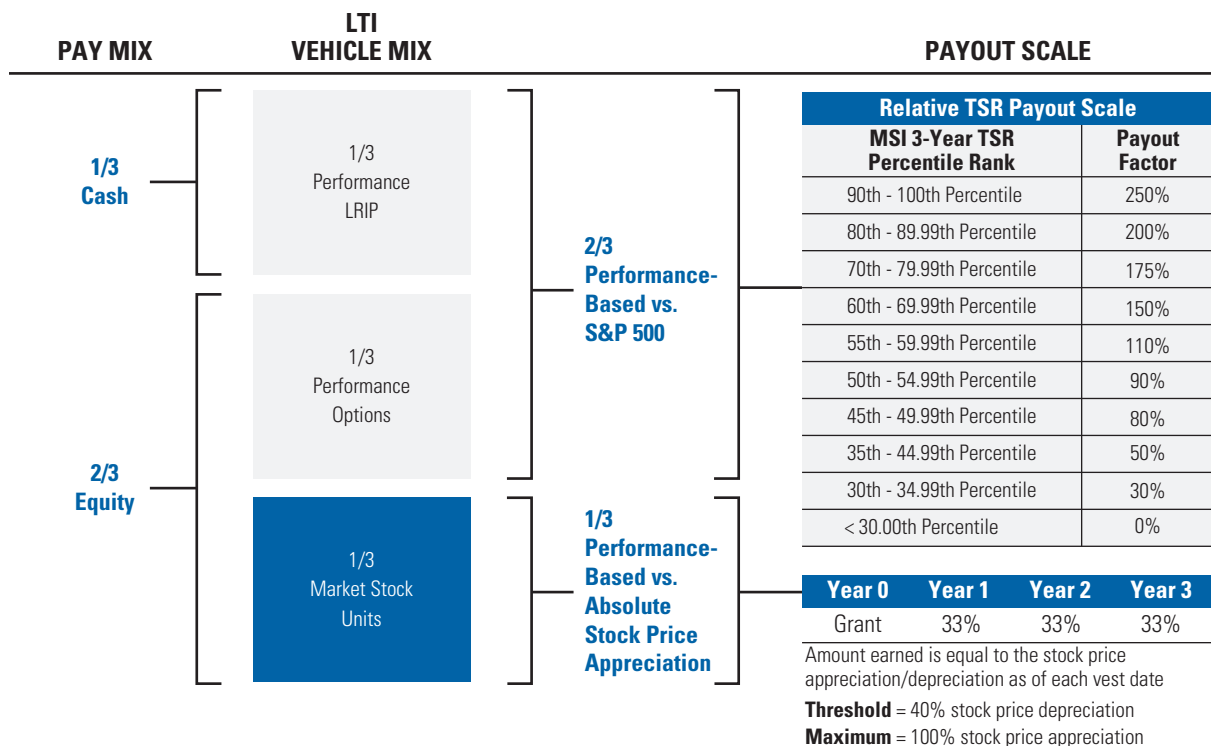 PAY MIX
LTI
VEHICLE MIX
PAYOUT SCALE
1/3
Cash
2/3
Equity
1/3
Performance
LRIP
1/3
Performance
Options
1/3
Market Stock
Units
2/3
Performance-
Based vs.
S&P 500
1/3
Performance-
Based vs.
Absolute
Stock Price
Appreciation
Relative TSR Payout Scale
MSI 3-Year TSR
Percentile Rank
Payout
Factor
90th - 100th Percentile 250%
80th - 89.99th Percentile 200%
70th - 79.99th Percentile 175%
60th - 69.99th Percentile 150%
55th - 59.99th Percentile 110%
50th - 54.99th Percentile 90%
45th - 49.99th Percentile 80%
35th - 44.99th Percentile 50%
30th - 34.99th Percentile 30%
< 30.00th Percentile 0%
Year 0 Year 1 Year 2 Year 3
Grant 33% 33% 33%
Amount earned is equal to the stock price
appreciation/depreciation as of each vest date
Threshold = 40% stock price depreciation
Maximum = 100% stock price appreciation